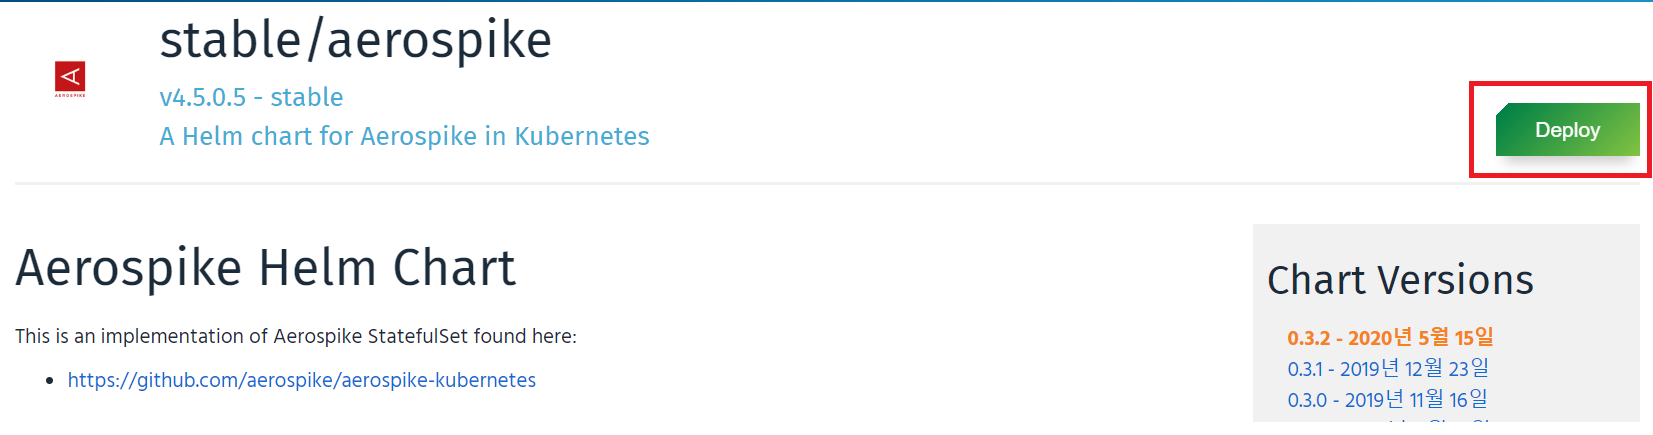 stable/aerospike
AEROSPIKE
v4.5.0.5 - stable
A Helm chart for Aerospike in Kubernetes
Deploy
Aerospike Helm Chart
This is an implementation of Aerospike StatefulSet found here:
• https://github.com/aerospike/aerospike-kubernetes
Chart Versions
0.3.2 - 2020년 5월 15일
0.3.1 - 2019년 12월 23일
0.3.0 - 2019년 11월 16일